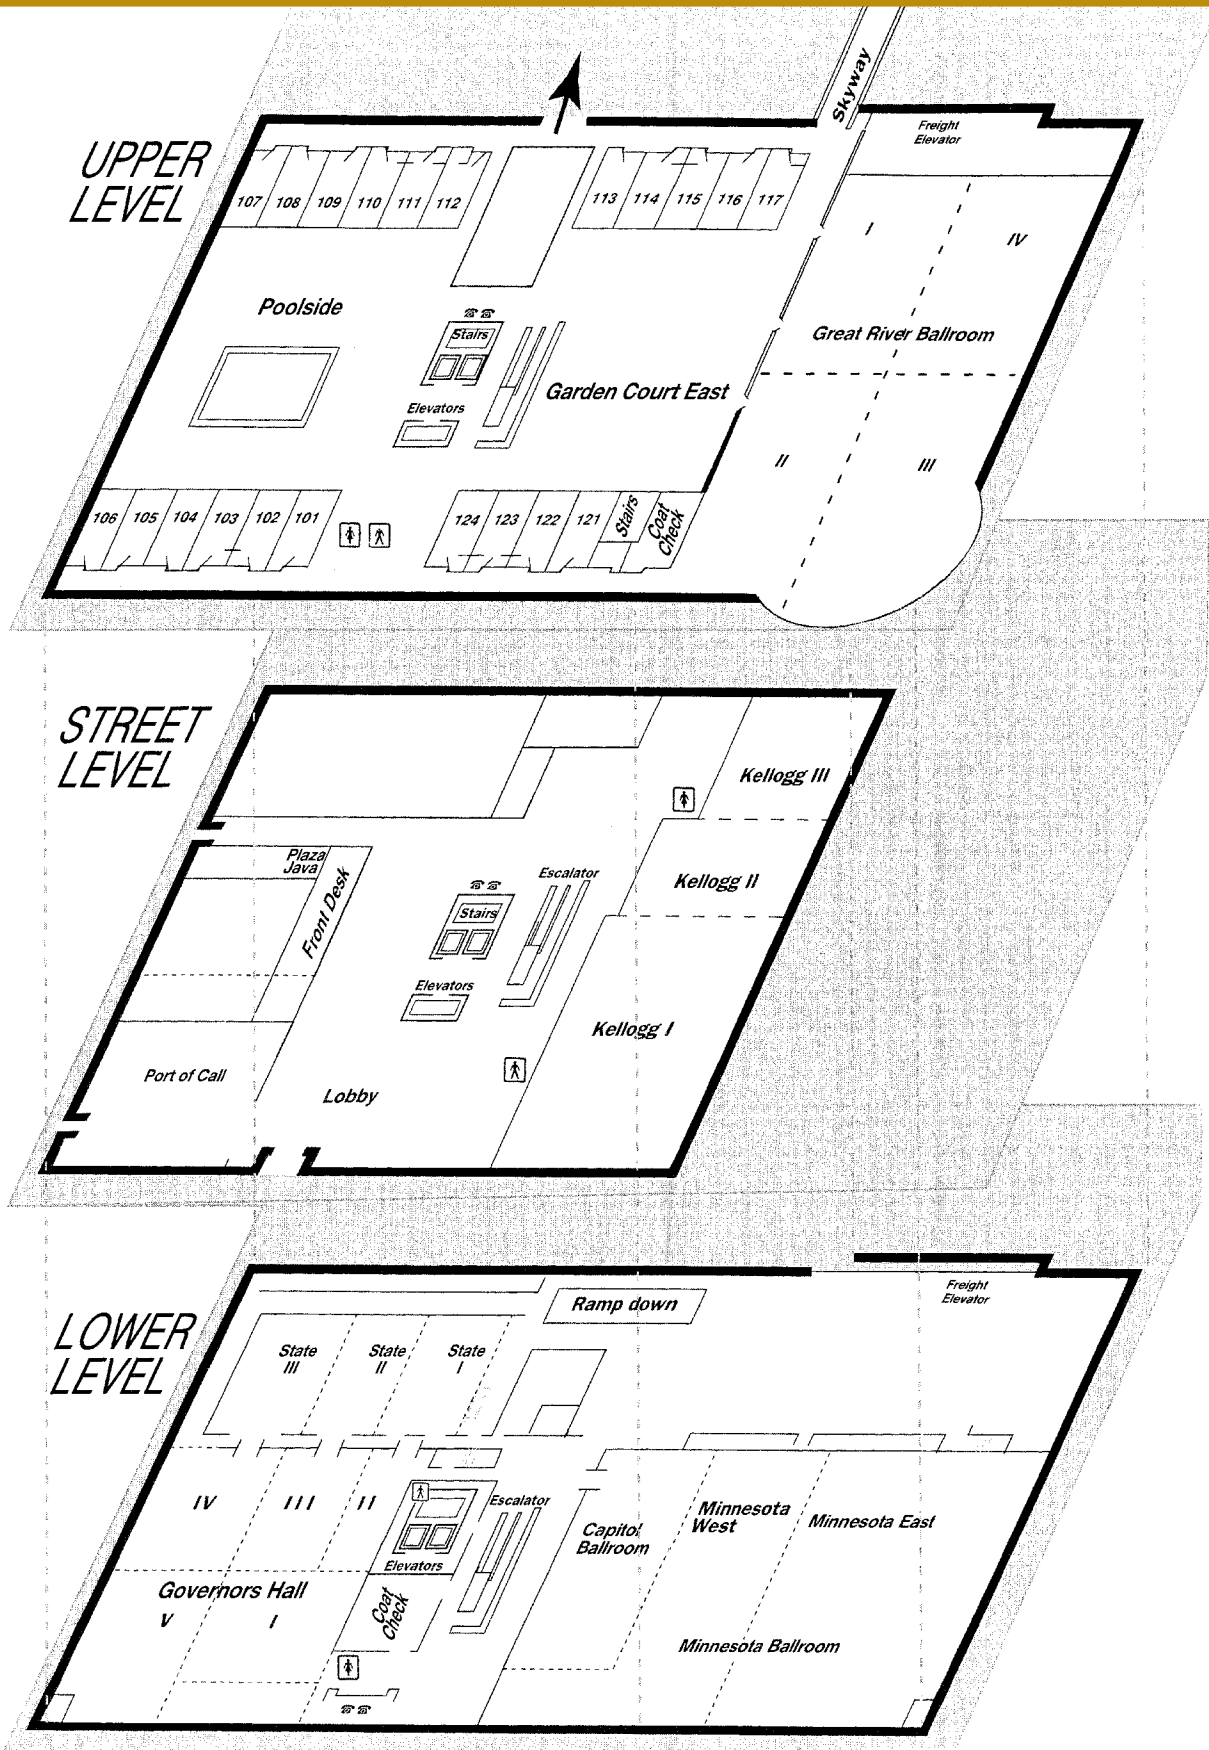 Skyway
UPPER
LEVEL
Freight
Elevator
107 108 109 110 111 112
113 114 115 116 117
I
IV
Poolside
Stairs
Great River Ballroom
Garden Court East
Elevators
II
III
106 105 104 103 102 101
124 123 122 121
Stairs
Coat
Check
STREET
LEVEL
Kellogg III
Plaza
Java
Front Desk
Escalator
Kellogg II
Stairs
Elevators
Kellogg I
Port of Call
Lobby
LOWER
LEVEL
Freight
Elevator
Ramp down
State
III
State
II
State
I
IV
III
II
Escalator
Minnesota
West
Minnesota East
Capitol
Ballroom
Elevators
Governors Hall
V
I
Coat
Check
Minnesota Ballroom